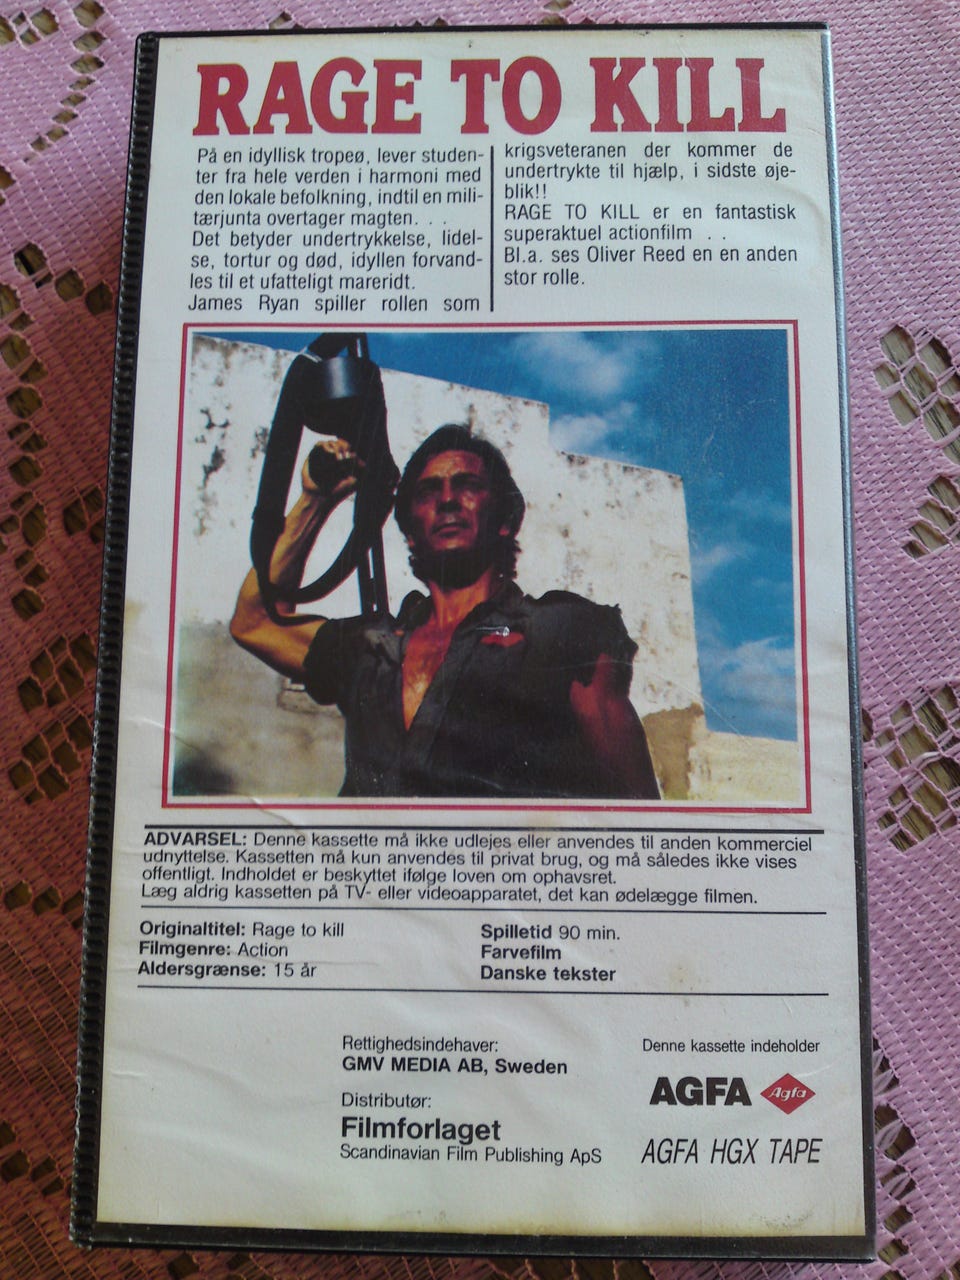 RAGE TO KILL
På en idyllisk tropeø, lever studen-
ter fra hele verden i harmoni med
den lokale befolkning, indtil en mili-
tærjunta overtager magten. . .
Det betyder undertrykkelse, lidel-
se, tortur og død, idyllen forvand-
les til et ufatteligt mareridt.
James Ryan spiller rollen som
krigsveteranen der kommer de
undertrykte til hjælp, i sidste øje-
blik!!
RAGE TO KILL er en fantastisk
superaktuel actionfilm . .
Bl.a. ses Oliver Reed en en anden
stor rolle.
ADVARSEL: Denne kassette må ikke udlejes eller anvendes til anden kommerciel
udnyttelse. Kassetten må kun anvendes til privat brug, og må således ikke vises
offentligt. Indholdet er beskyttet ifølge loven om ophavsret.
Læg aldrig kassetten på TV- eller videoapparatet, det kan ødelægge filmen.
Originaltitel: Rage to kill
Filmgenre: Action
Aldersgrænse: 15 år
Spilletid 90 min.
Farvefilm
Danske tekster
Rettighedsindehaver:
GMV MEDIA AB, Sweden
Distributør:
Filmforlaget
Scandinavian Film Publishing ApS
Denne kassette indeholder
AGFA Agfa
AGFA HGX TAPE